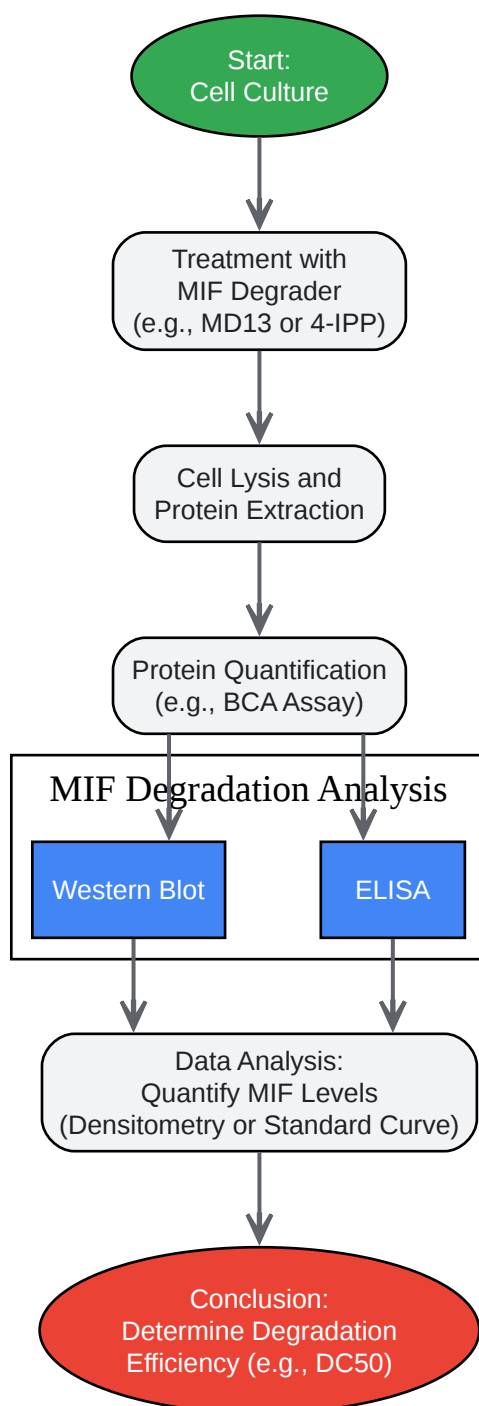 Start:
Cell Culture
Treatment with
MIF Degrader
(e.g., MD13 or 4-IPP)
Cell Lysis and
Protein Extraction
Protein Quantification
(e.g., BCA Assay)
MIF Degradation Analysis
Western Blot
ELISA
Data Analysis:
Quantify MIF Levels
(Densitometry or Standard Curve)
Conclusion:
Determine Degradation
Efficiency (e.g., DC50)